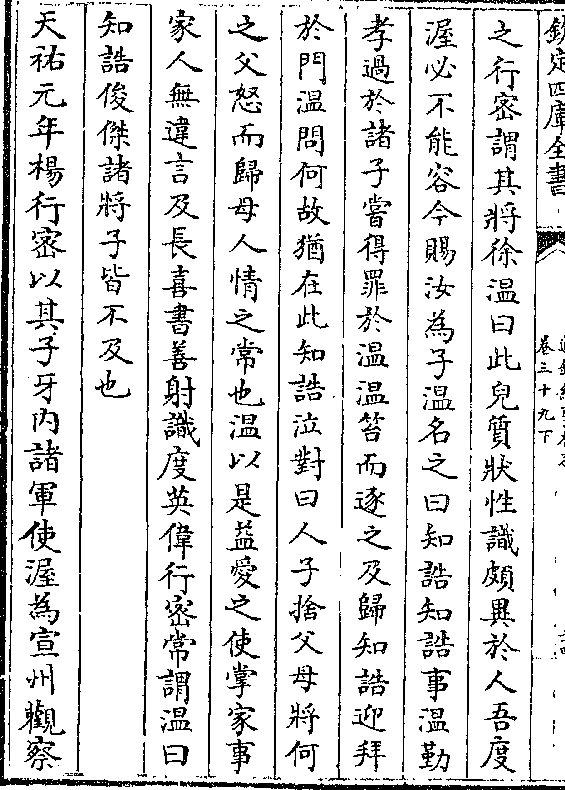 欽定四庫全書
卷三十九下
之行密謂其將徐溫曰此兒質狀性識頗異於人吾度
渥必不能容今賜汝為子溫名之曰知誥知誥事溫勤
孝過於諸子嘗得罪於溫溫笞而逐之及歸知誥迎拜
於門溫問何故猶在此知誥泣對曰人子捨父母將何
之父怒而歸母人情之常也溫以是益愛之使掌家事
家人無違言及長喜書善射識度英偉行密常謂溫曰
知誥俊傑諸將子皆不及也
天祐元年楊行密以其子牙內諸軍使渥為宣州觀察